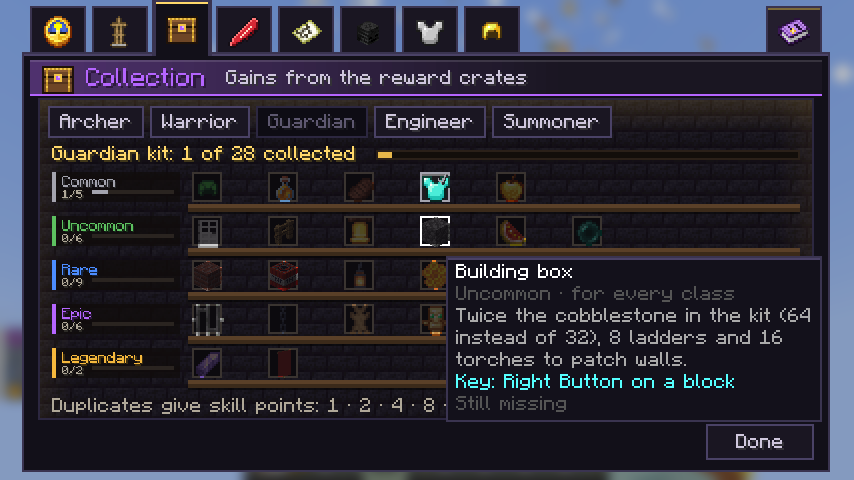 Collection Gains from the reward crates
Archer Warrior Guardian Engineer Summoner
Guardian kit: 1 of 28 collected
Common
1/5
Uncommon
0/6
Rare
0/9
Epic
0/6
Legendary
0/2
Building box
Uncommon · for every class
Twice the cobblestone in the kit (64
instead of 32), 8 ladders and 16
torches to patch walls.
Key: Right Button on a block
Still missing
Duplicates give skill points: 1 · 2 · 4 · 8 ·
Done